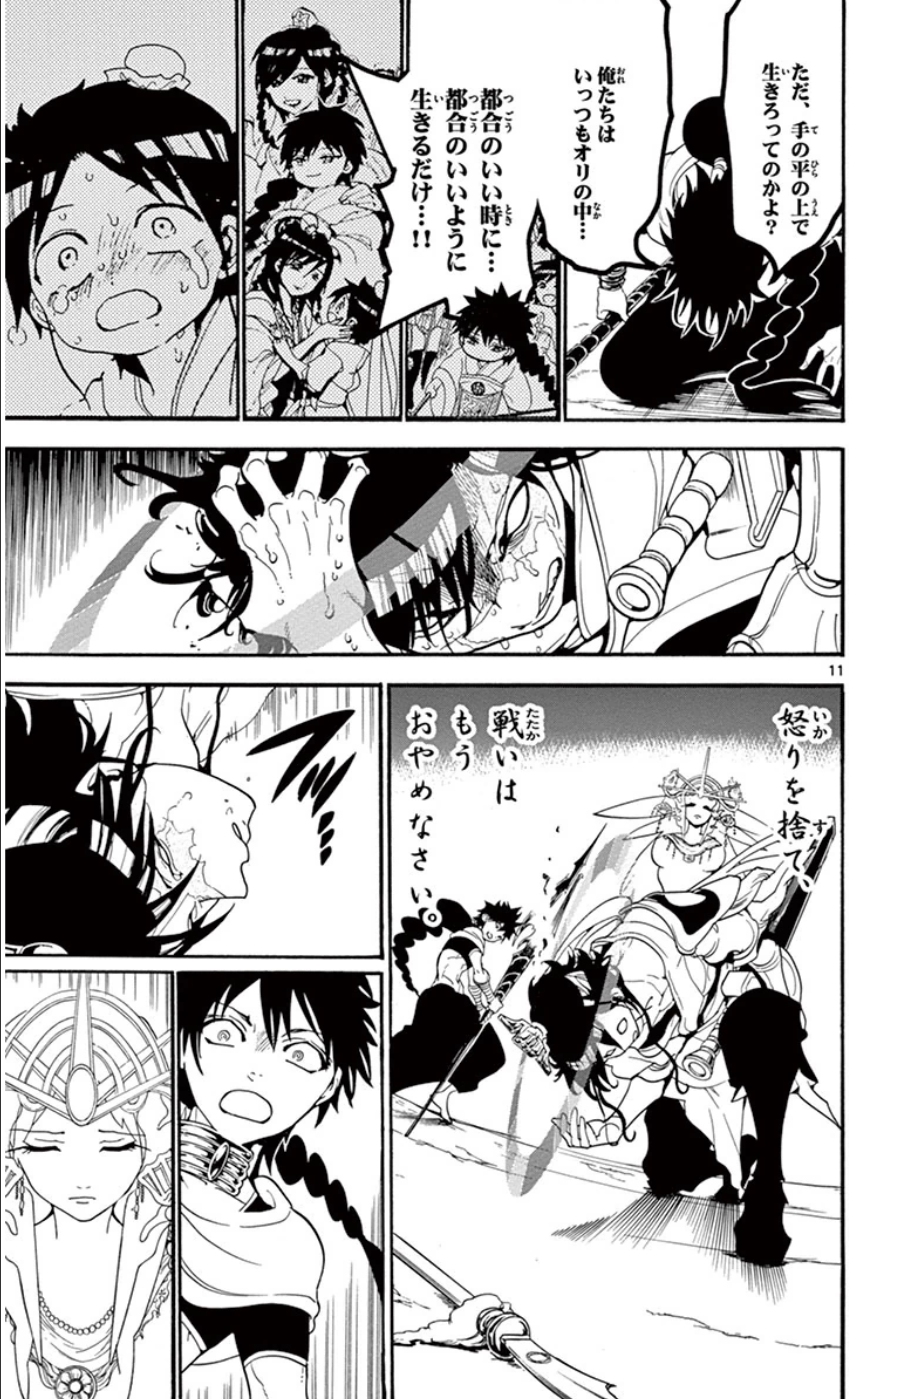 ただ、手の平の上で
生きろってのかよ?
俺たちは
いっつもオリの中…
都合のいい時に…
都合のいいように
生きるだけ…!!
11
怒りを捨て、
戦いは
もう
おやめなさい。